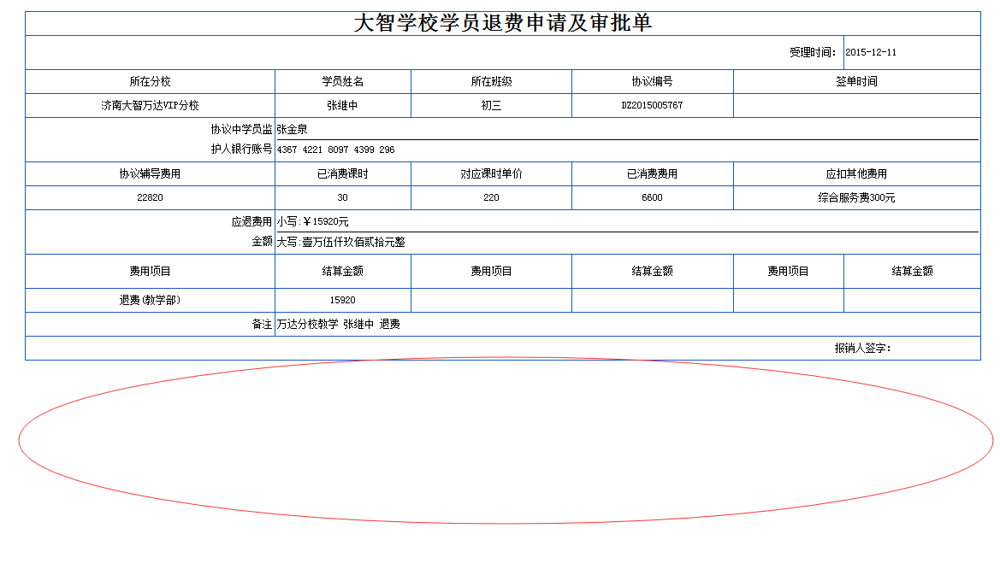 大智学校学员退费申请及审批单
受理时间: 2015-12-11
所在分校 学员姓名 所在班级 协议编号 签单时间
济南大智万达VIP分校 张继中 初三 DZ2015005767
协议中学员监 张金泉
护人银行账号 4367 4221 8097 4399 296
协议辅导费用 已消费课时 对应课时单价 已消费费用 应扣其他费用
22820 30 220 6600 综合服务费300元
应退费用 小写:￥15920元
金额 大写:壹万伍仟玖佰贰拾元整
费用项目 结算金额 费用项目 结算金额 费用项目 结算金额
退费(教学部) 15920
备注 万达分校教学 张继中 退费
报销人签字: